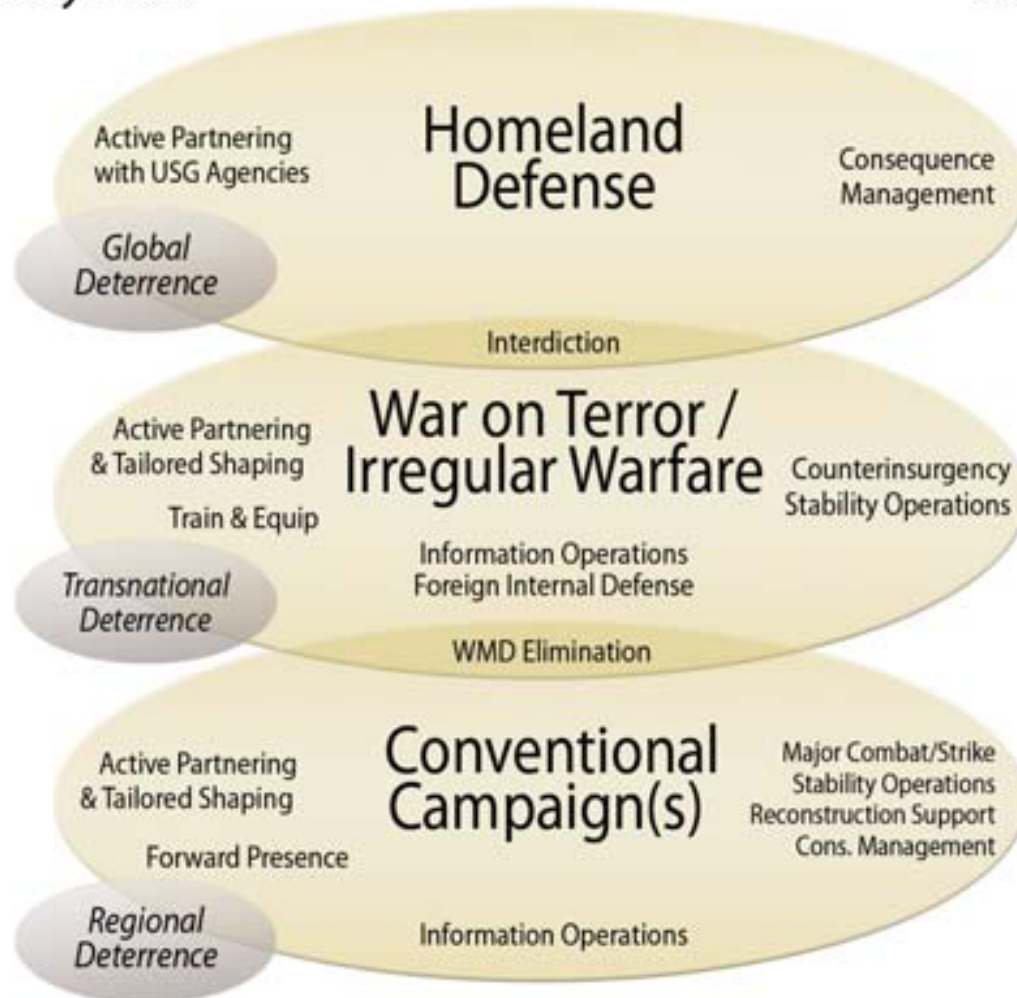 Homeland
Defense
Active Partnering
with USG Agencies
Consequence
Management
Global
Deterrence
Interdiction
War on Terror /
Irregular Warfare
Active Partnering
& Tailored Shaping
Train & Equip
Counterinsurgency
Stability Operations
Information Operations
Foreign Internal Defense
Transnational
Deterrence
WMD Elimination
Conventional
Campaign(s)
Active Partnering
& Tailored Shaping
Forward Presence
Major Combat/Strike
Stability Operations
Reconstruction Support
Cons. Management
Regional
Deterrence
Information Operations